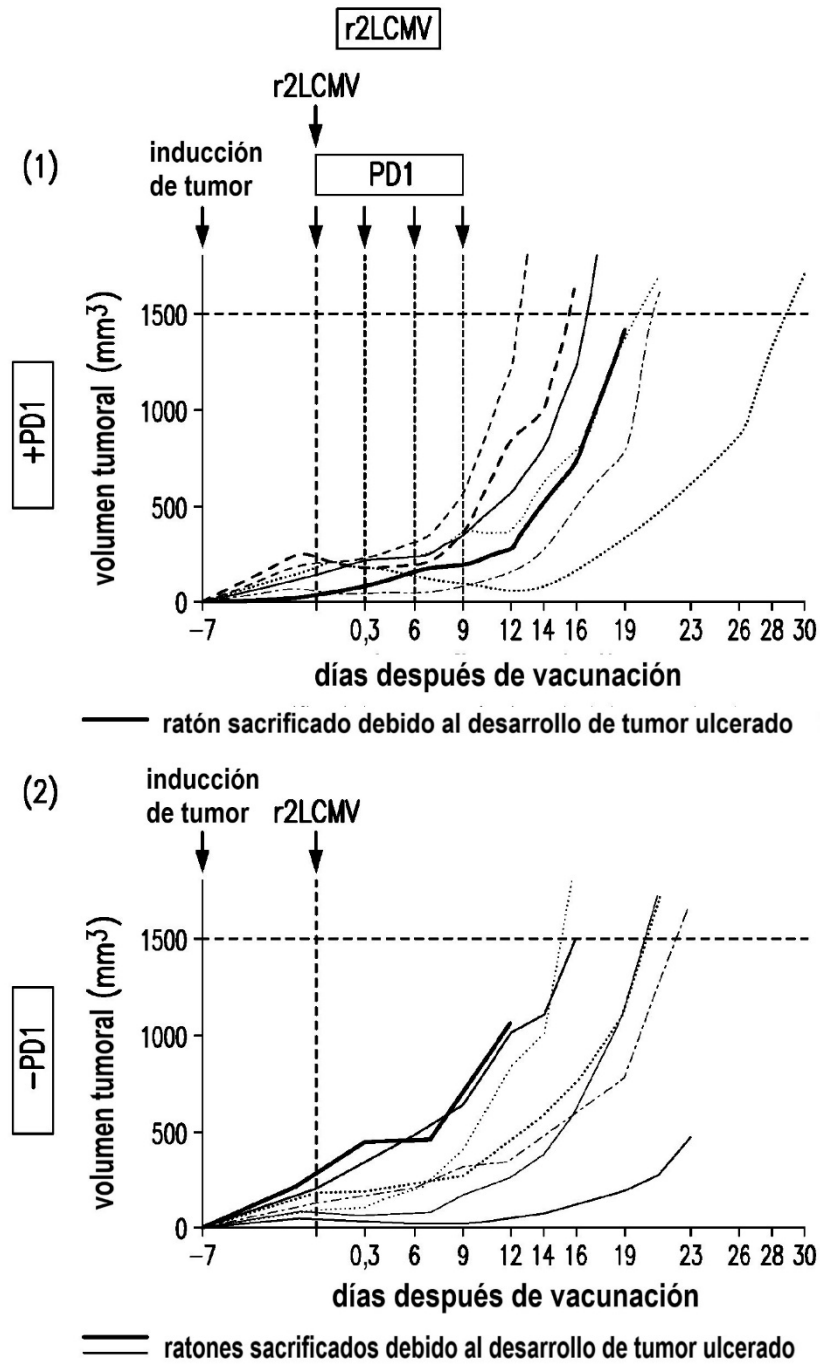 r2LCMV
r2LCMV
(1)
inducción
de tumor
PD1
+PD1
volumen tumoral (mm³)
1500
1000
500
0
-7 0,3 6 9 12 14 16 19 23 26 28 30
días después de vacunación
ratón sacrificado debido al desarrollo de tumor ulcerado
(2)
inducción
de tumor r2LCMV
-PD1
volumen tumoral (mm³)
1500
1000
500
0
-7 0,3 6 9 12 14 16 19 23 26 28 30
días después de vacunación
ratones sacrificados debido al desarrollo de tumor ulcerado